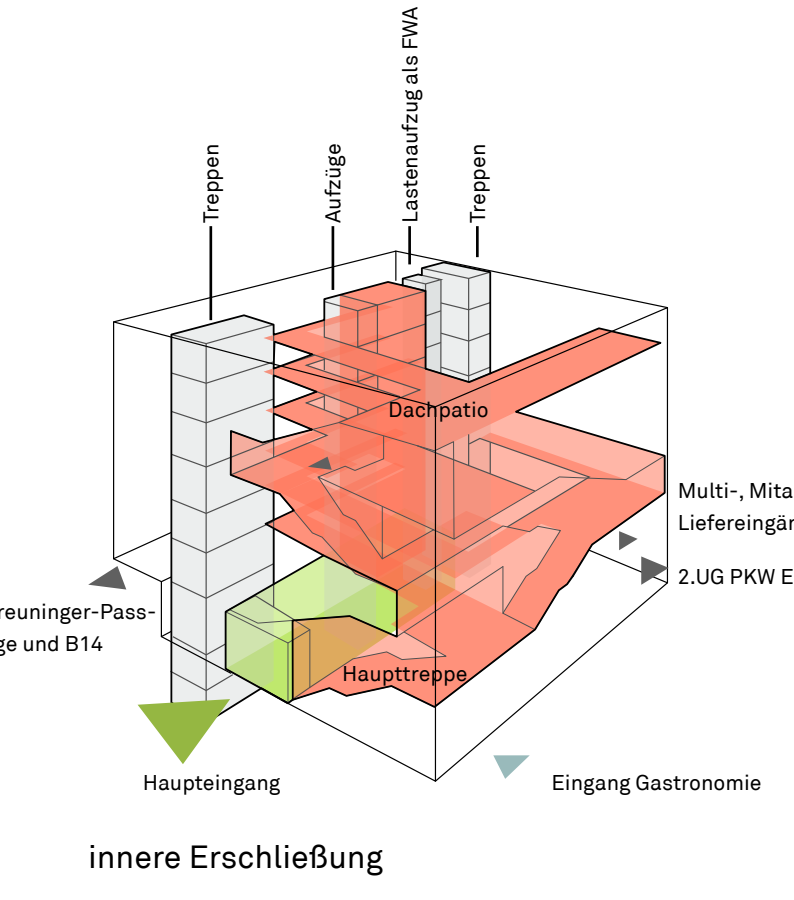 Lastenaufzug als FWA
Treppen
Aufzüge
Treppen
Dachpatio
Multi-, Mita
Liefereingän
2.UG PKW E
reuninger-Pass-
ge und B14
Haupttreppe
Haupteingang
Eingang Gastronomie
innere Erschließung